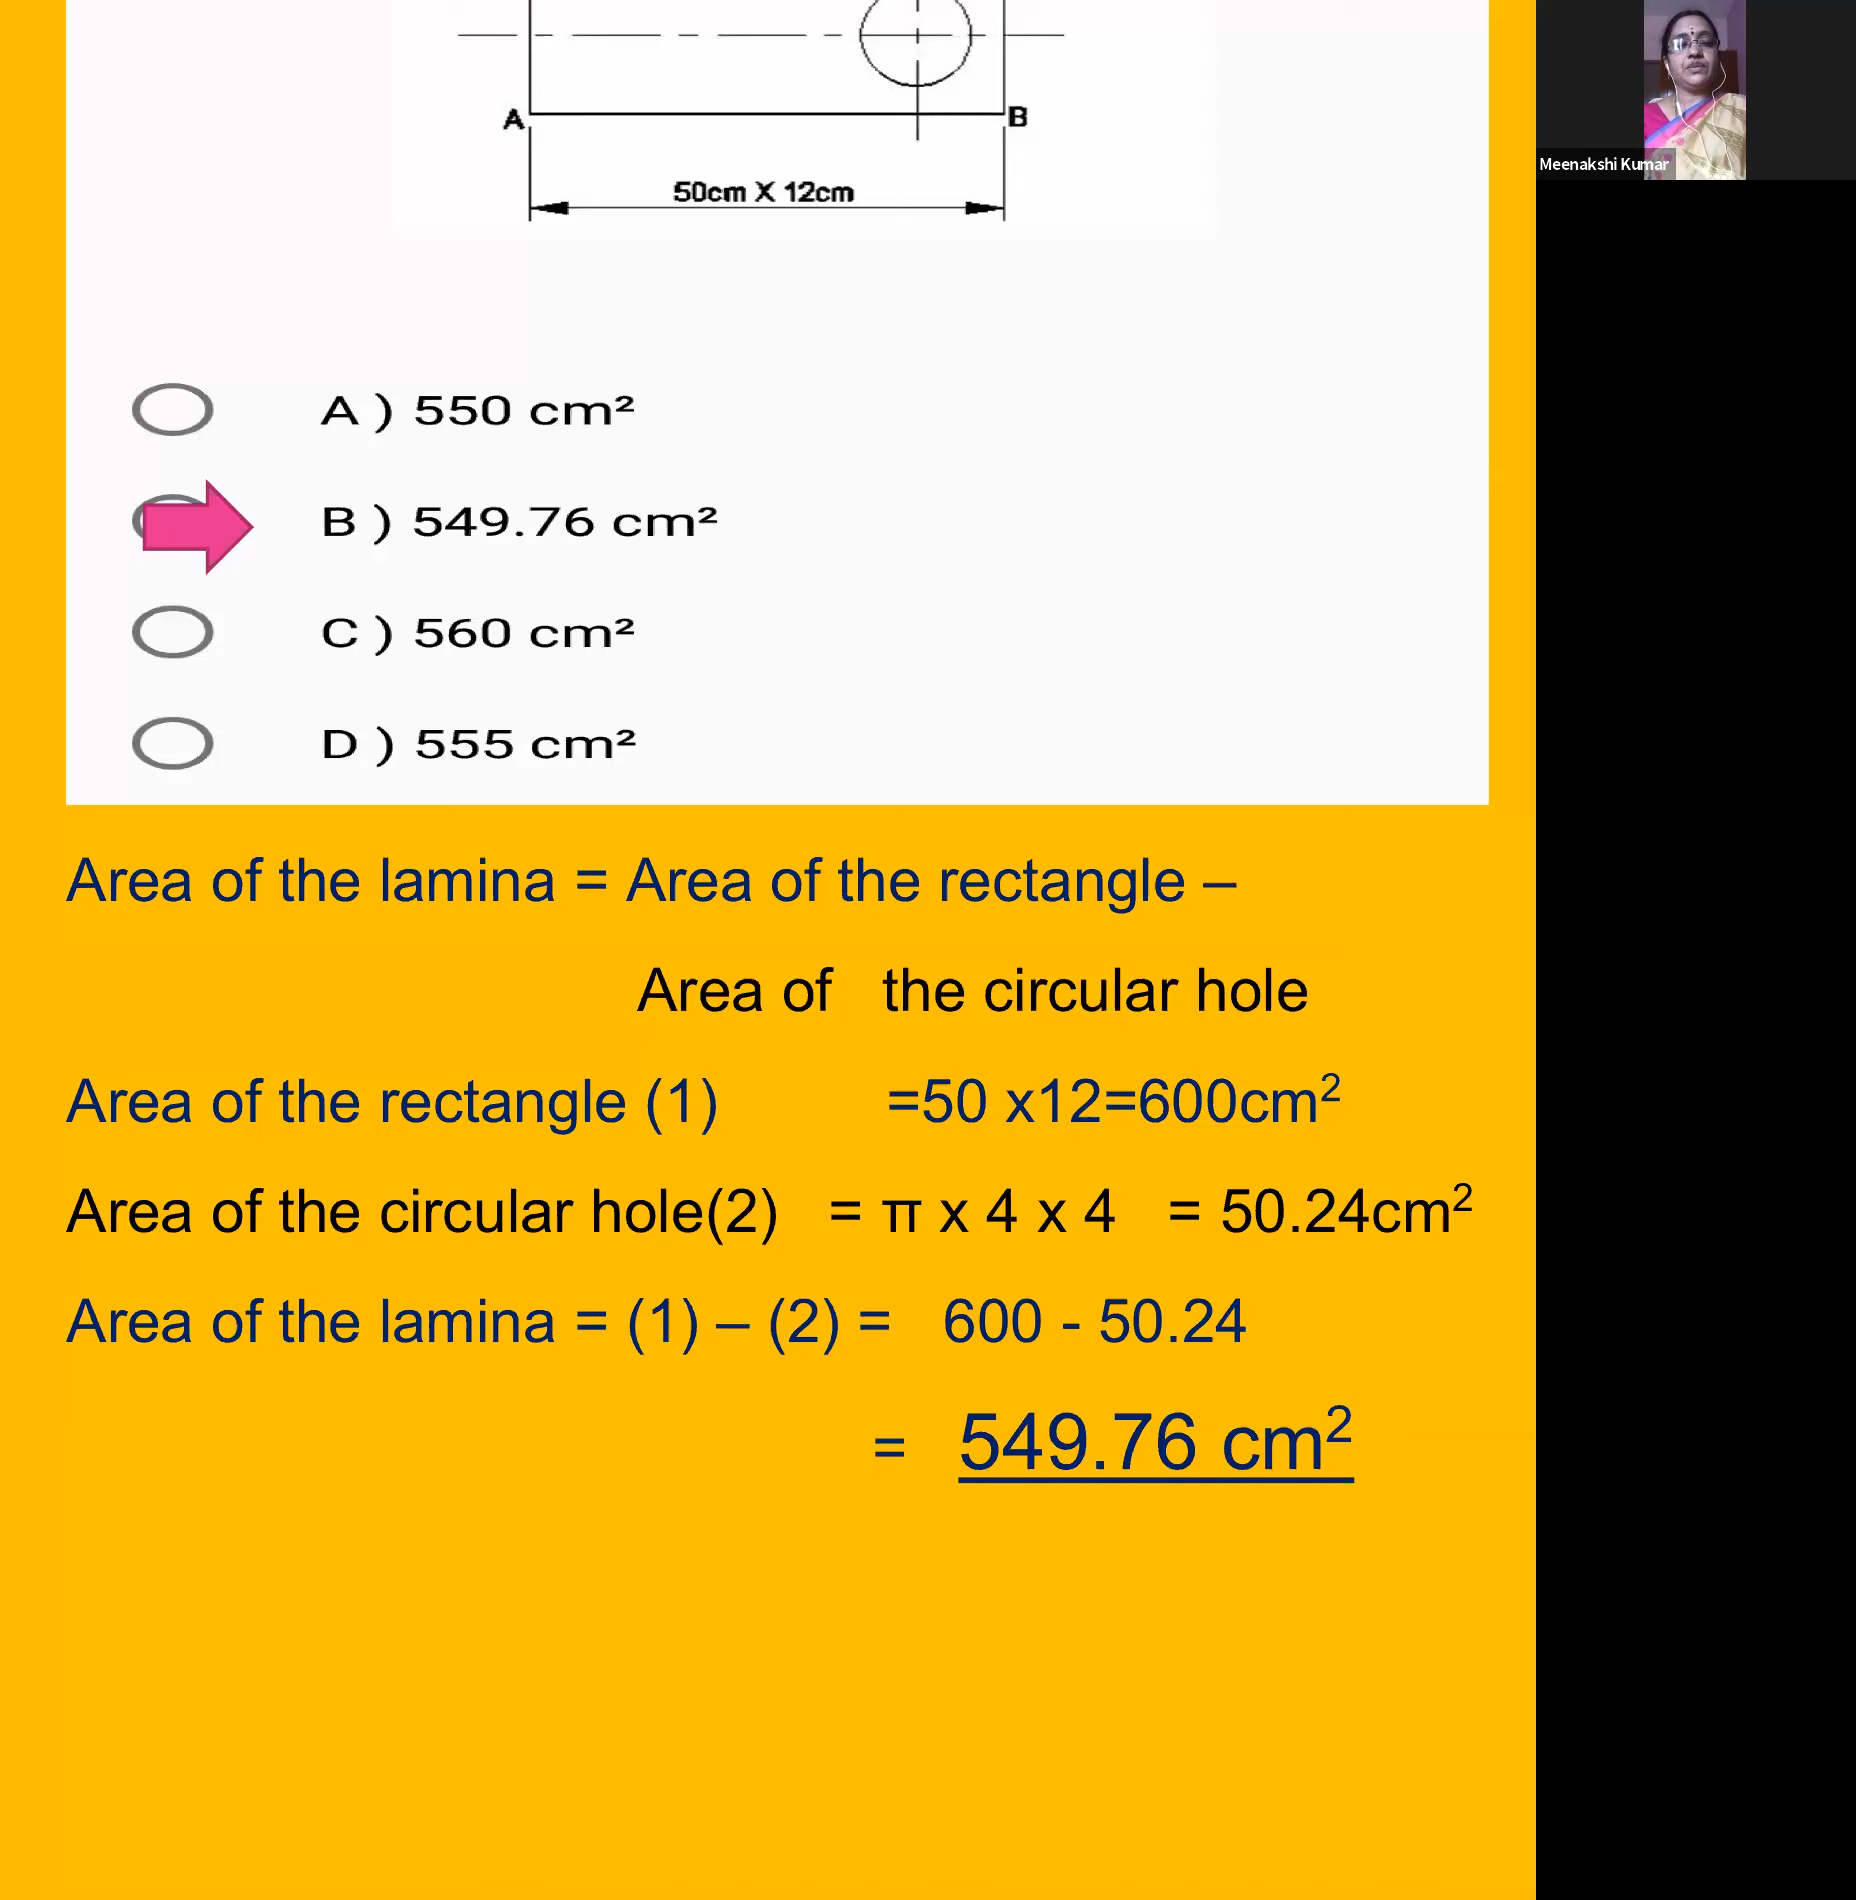 A
B
50cm X 12cm
Meenakshi Kumar
A ) 550 cm²
B ) 549.76 cm²
C ) 560 cm²
D ) 555 cm²
Area of the lamina = Area of the rectangle –
Area of the circular hole
Area of the rectangle (1) =50 x12=600cm²
Area of the circular hole(2) = π x 4 x 4 = 50.24cm²
Area of the lamina = (1) – (2) = 600 - 50.24
= 549.76 cm²